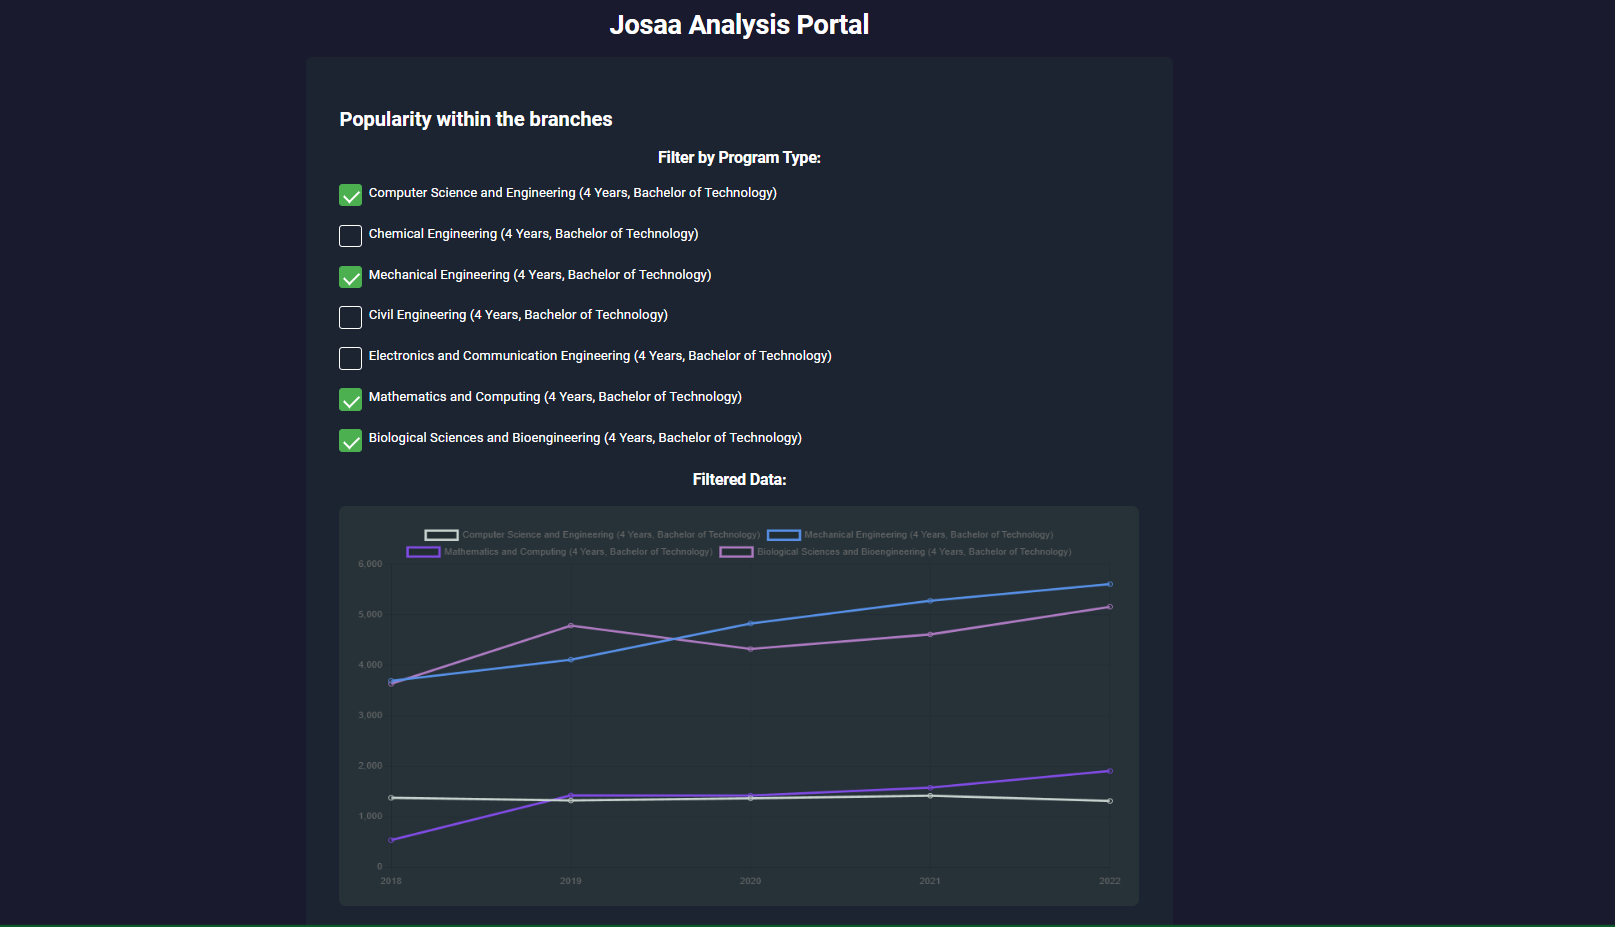 Josaa Analysis Portal
Popularity within the branches
Filter by Program Type:
Computer Science and Engineering (4 Years, Bachelor of Technology)
Chemical Engineering (4 Years, Bachelor of Technology)
Mechanical Engineering (4 Years, Bachelor of Technology)
Civil Engineering (4 Years, Bachelor of Technology)
Electronics and Communication Engineering (4 Years, Bachelor of Technology)
Mathematics and Computing (4 Years, Bachelor of Technology)
Biological Sciences and Bioengineering (4 Years, Bachelor of Technology)
Filtered Data:
Computer Science and Engineering (4 Years, Bachelor of Technology) Mechanical Engineering (4 Years, Bachelor of Technology)
Mathematics and Computing (4 Years, Bachelor of Technology) Biological Sciences and Bioengineering (4 Years, Bachelor of Technology)
6,000
5,000
4,000
3,000
2,000
1,000
0
2018 2019 2020 2021 2022